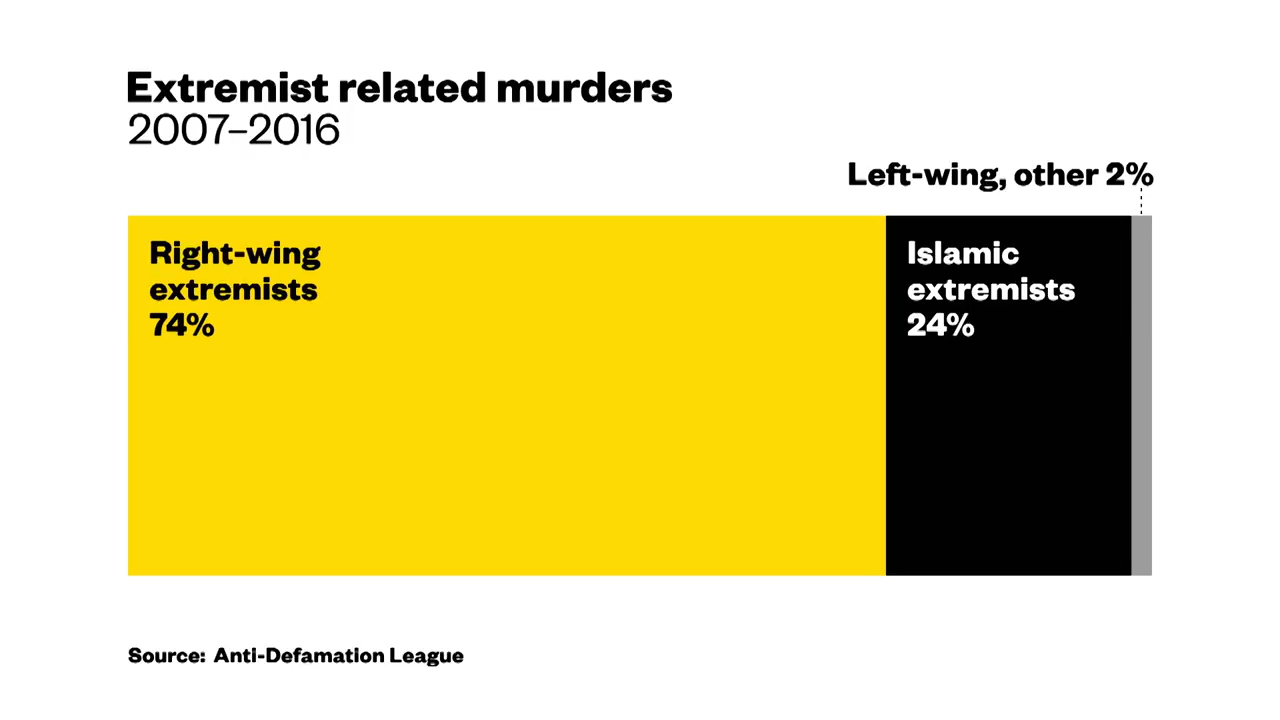 Extremist related murders
2007–2016
Left-wing, other 2%
Right-wing
extremists
74%
Islamic
extremists
24%
Source: Anti-Defamation League